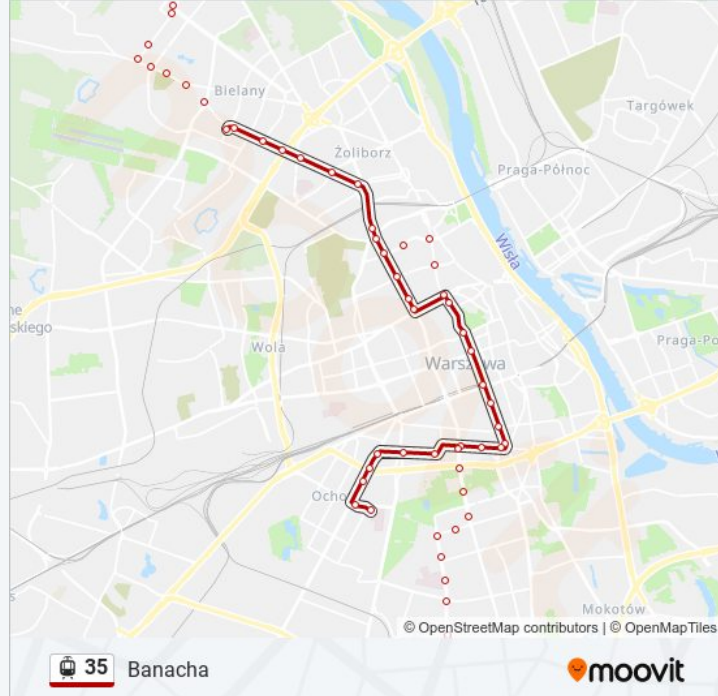 Bielany
Targówek
Żoliborz
Praga-Północ
Wisła
ne
skiego
Wola
Praga-Po
Warszawa
Ocho
Mokotów
s
© OpenStreetMap contributors | © OpenMapTiles
35 Banacha
moovit